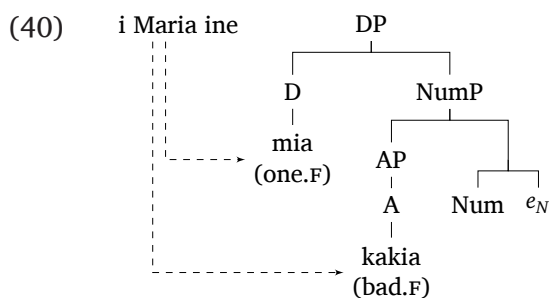 (40) i Maria ine DP
D NumP
mia
(one.F)
AP
A Num e_N
kakia
(bad.F)